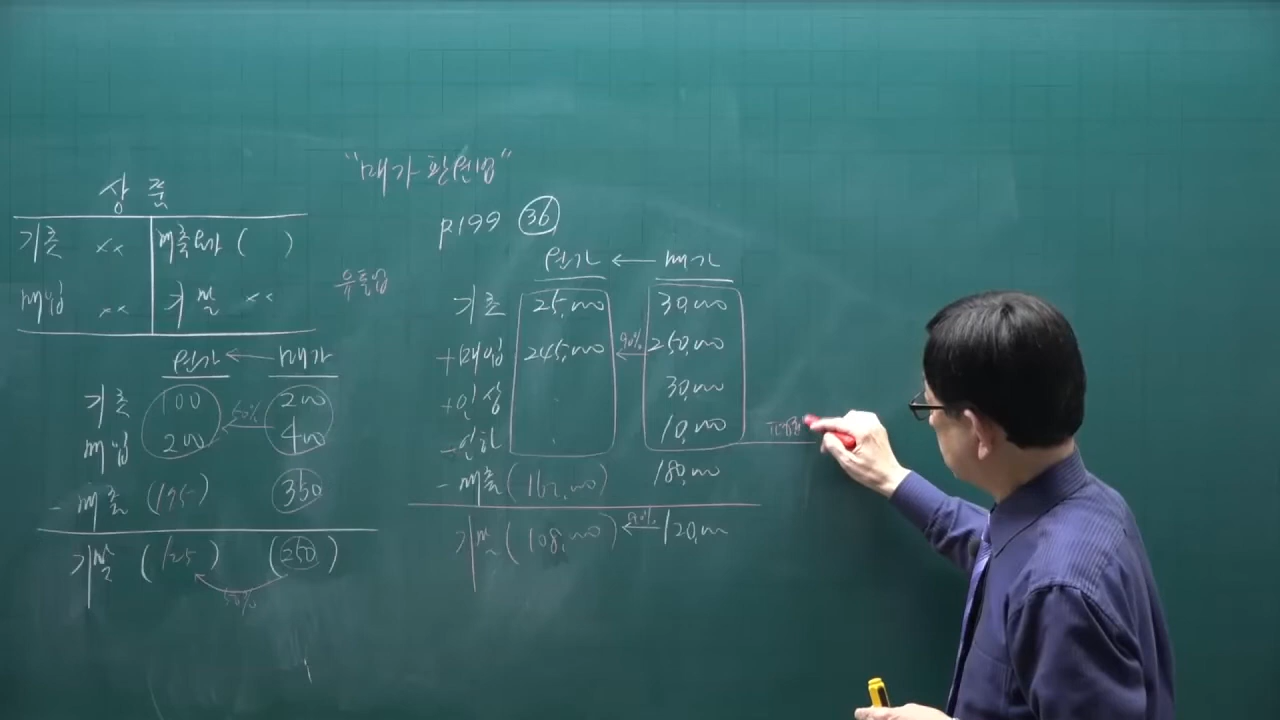 "매가환원법"
상품
기초 ×× 매출원가 ( )
매입 ×× 기말 ××
원가 ← 매가
기초 100 200
50%
매입 200 400
- 매출 (175) 350
기말 (125) (250)
50%
p199 ㊱
원가 ← 매가
기초 25,000 30,000
+매입 245,000 90% 250,000
+인상 30,000
-인하 10,000
-매출 (162,000) 180,000
기말 (108,000) 90% 120,000